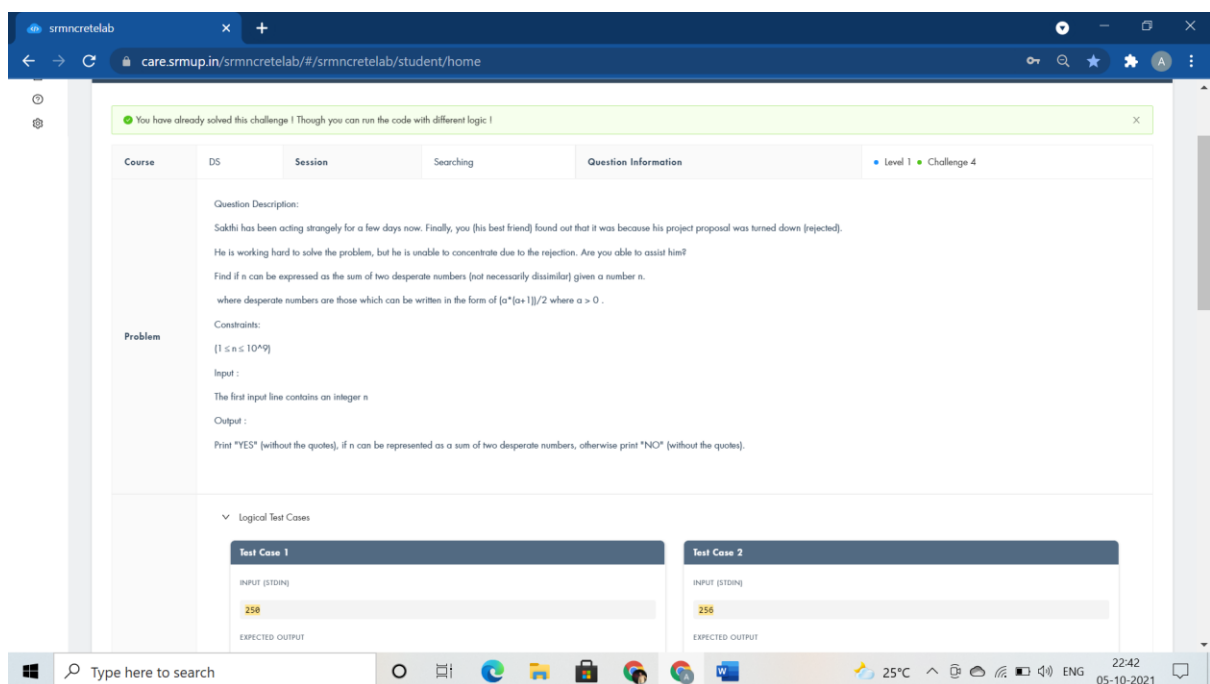 srmncretelab
care.srmup.in/srmncretelab/#/srmncretelab/student/home
A
You have already solved this challenge ! Though you can run the code with different logic !
Course DS Session Searching Question Information Level 1 Challenge 4
Problem
Question Description:
Sakthi has been acting strangely for a few days now. Finally, you (his best friend) found out that it was because his project proposal was turned down (rejected).
He is working hard to solve the problem, but he is unable to concentrate due to the rejection. Are you able to assist him?
Find if n can be expressed as the sum of two desperate numbers (not necessarily dissimilar) given a number n.
where desperate numbers are those which can be written in the form of (a*(a+1))/2 where a > 0 .
Constraints:
(1 ≤ n ≤ 10^9)
Input :
The first input line contains an integer n
Output :
Print "YES" (without the quotes), if n can be represented as a sum of two desperate numbers, otherwise print "NO" (without the quotes).
Logical Test Cases
Test Case 1
INPUT (STDIN)
250
EXPECTED OUTPUT
Test Case 2
INPUT (STDIN)
256
EXPECTED OUTPUT
Type here to search
25°C
ENG
22:42
05-10-2021